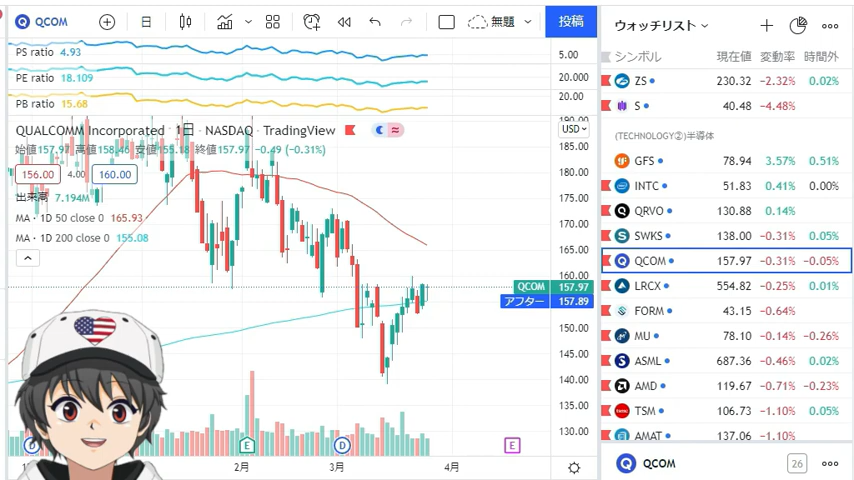 QCOM
日
無題
投稿
PS ratio 4.93
5.00
PE ratio 18.109
20.000
PB ratio 15.68
20.00
QUALCOMM Incorporated · 1日 · NASDAQ · TradingView
USD
始値157.97 終値157.97 −0.49 (−0.31%)
156.00 4.00 160.00
出来高 7.194M
MA · 1D 50 close 0 165.93
MA · 1D 200 close 0 155.08
185.00
180.00
175.00
170.00
165.00
160.00
QCOM 157.97
アフター 157.89
150.00
145.00
140.00
135.00
130.00
D
E
D
E
2月
3月
4月
ウォッチリスト
シンボル 現在値 変動率 時間外
ZS 230.32 −2.32% 0.02%
S 40.48 −4.48%
(TECHNOLOGY②)半導体
GFS 78.94 3.57% 0.51%
INTC 51.83 0.41% 0.00%
QRVO 130.88 0.14%
SWKS 138.00 −0.31% 0.05%
QCOM 157.97 −0.31% −0.05%
LRCX 554.82 −0.25% 0.01%
FORM 43.15 −0.64%
MU 78.10 −0.14% −0.26%
ASML 687.36 −0.46% 0.02%
AMD 119.67 −0.71% −0.23%
TSM 106.73 −1.10% 0.05%
AMAT 137.06 −1.10%
QCOM
26